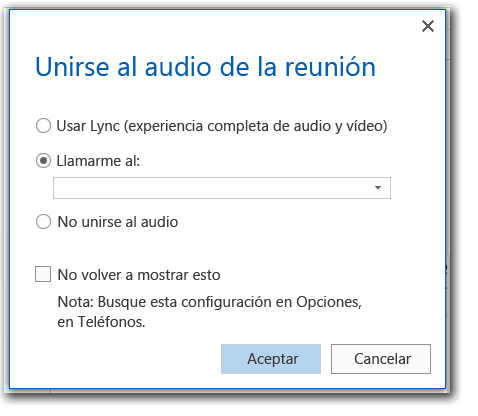 Unirse al audio de la reunión
Usar Lync (experiencia completa de audio y vídeo)
Llamarme al:
No unirse al audio
No volver a mostrar esto
Nota: Busque esta configuración en Opciones,
en Teléfonos.
Aceptar
Cancelar